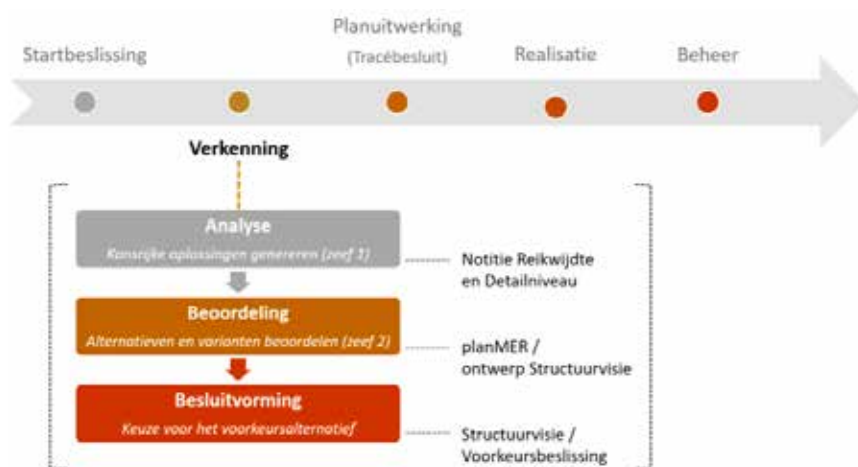 Startbeslissing
Planuitwerking
(Tracébesluit)
Realisatie
Beheer
Verkenning
Analyse
Kansrijke oplossingen genereren (zeef 1)
Notitie Reikwijdte
en Detailniveau
Beoordeling
Alternatieven en varianten beoordelen (zeef 2)
planMER /
ontwerp Structuurvisie
Besluitvorming
Keuze voor het voorkeursalternatief
Structuurvisie /
Voorkeursbeslissing